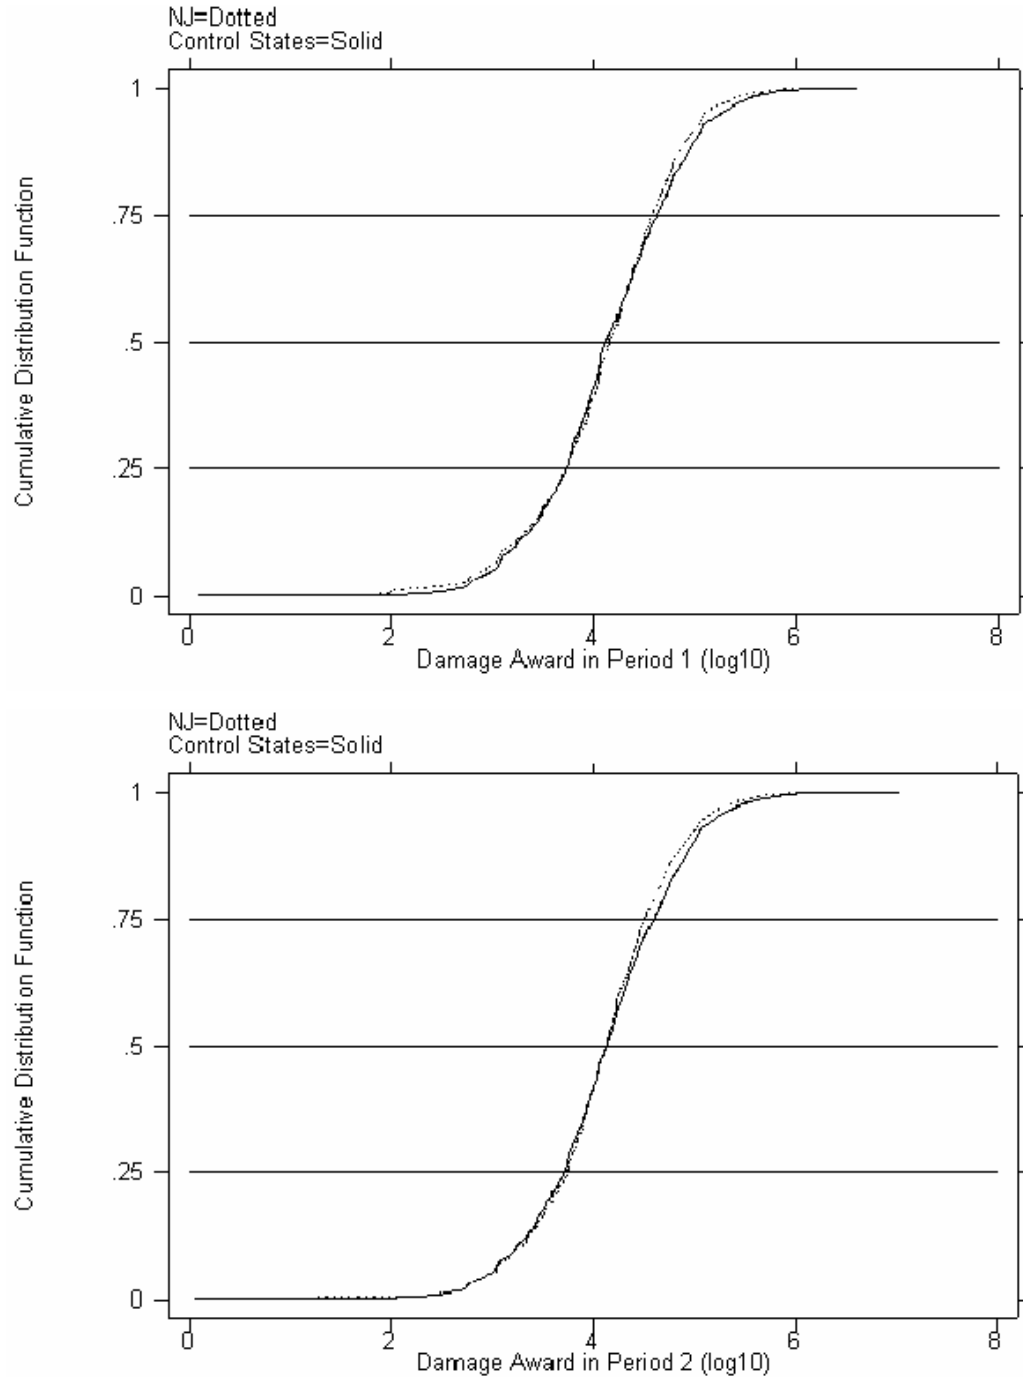 NJ=Dotted
Control States=Solid
1
.75
.5
.25
0
Cumulative Distribution Function
0 2 4 6 8
Damage Award in Period 1 (log10)
NJ=Dotted
Control States=Solid
1
.75
.5
.25
0
Cumulative Distribution Function
0 2 4 6 8
Damage Award in Period 2 (log10)